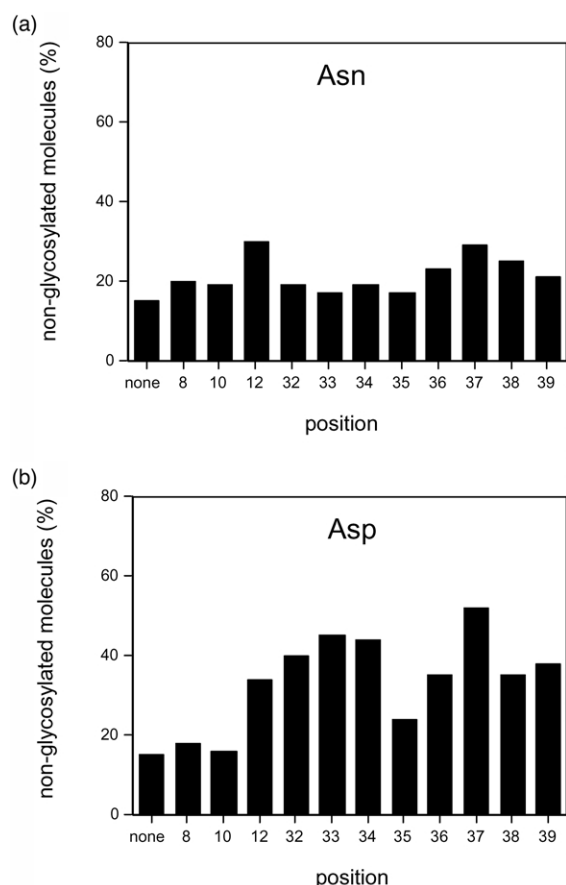 (a)
non-glycosylated molecules (%)
80
60
40
20
0
Asn
none 8 10 12 32 33 34 35 36 37 38 39
position
(b)
non-glycosylated molecules (%)
80
60
40
20
0
Asp
none 8 10 12 32 33 34 35 36 37 38 39
position